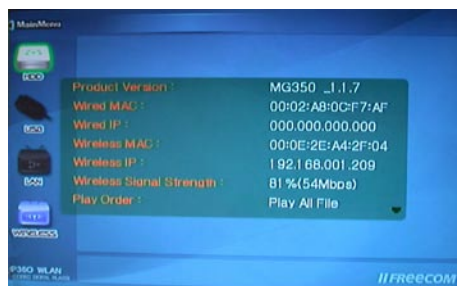 MainMenu
HDD
Product Version : MG350 _1.1.7
Wired MAC : 00:02:A8:0C:F7:AF
USB
Wired IP : 000.000.000.000
Wireless MAC : 00:0E:2E:A4:2F:04
Wireless IP : 192.168.001.209
LAN
Wireless Signal Strength : 81 %(54Mbps)
Play Order : Play All File
WIRELESS
WLAN
FREECOM